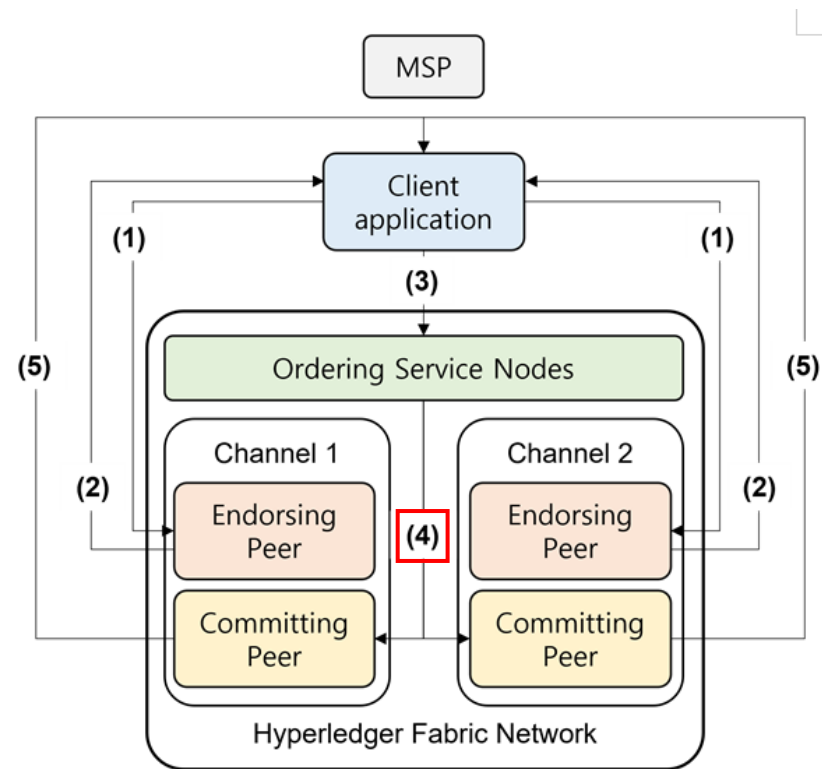 MSP
Client
application
(1)
(1)
(3)
(5)
(5)
Ordering Service Nodes
Channel 1
Channel 2
(2)
(2)
Endorsing
Peer
(4)
Endorsing
Peer
Committing
Peer
Committing
Peer
Hyperledger Fabric Network